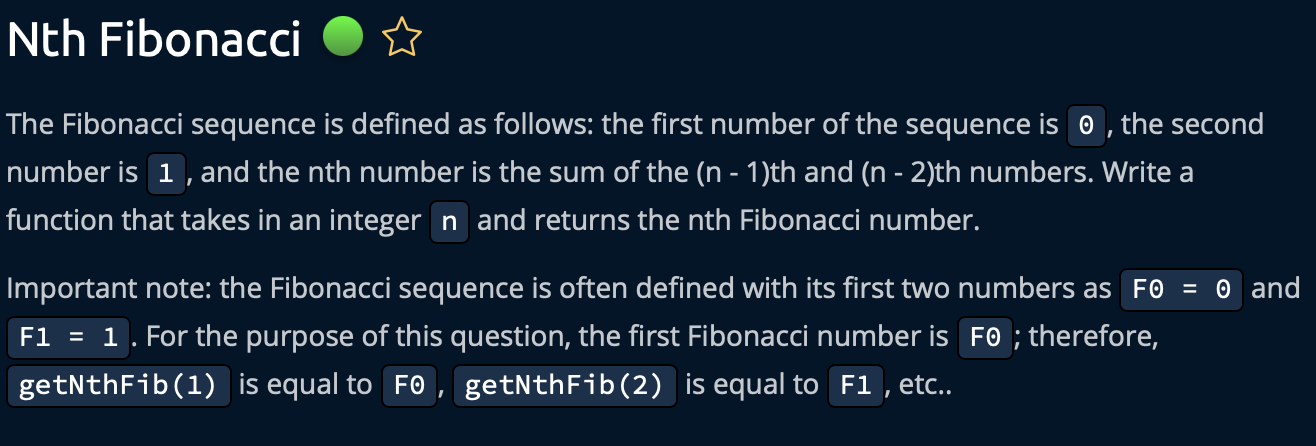 Nth Fibonacci
The Fibonacci sequence is defined as follows: the first number of the sequence is 0, the second
number is 1, and the nth number is the sum of the (n - 1)th and (n - 2)th numbers. Write a
function that takes in an integer n and returns the nth Fibonacci number.
Important note: the Fibonacci sequence is often defined with its first two numbers as F0 = 0 and
F1 = 1. For the purpose of this question, the first Fibonacci number is F0; therefore,
getNthFib(1) is equal to F0, getNthFib(2) is equal to F1, etc..